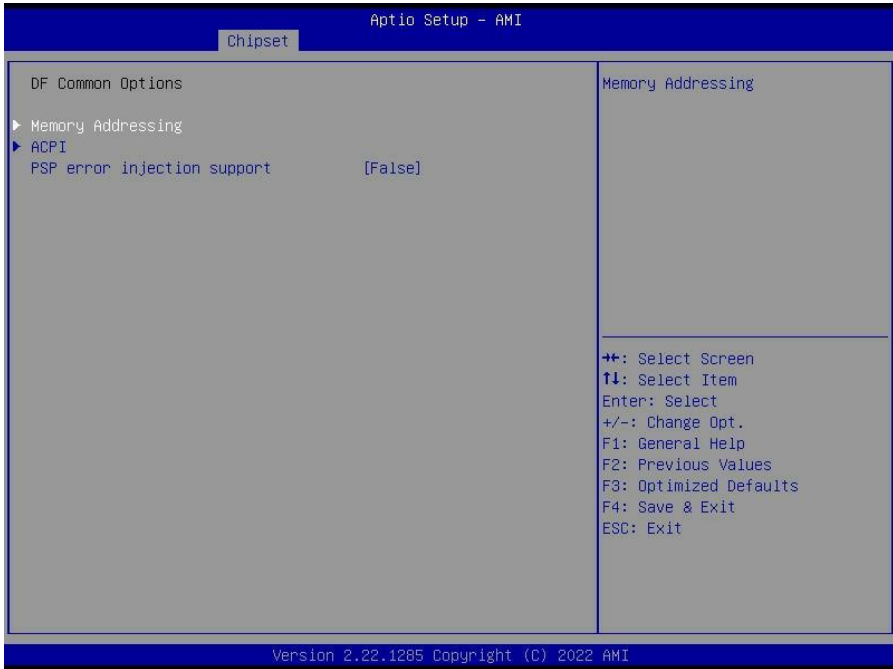 Aptio Setup - AMI
Chipset
DF Common Options
Memory Addressing
ACPI
PSP error injection support [False]
Memory Addressing
→←: Select Screen
↑↓: Select Item
Enter: Select
+/-: Change Opt.
F1: General Help
F2: Previous Values
F3: Optimized Defaults
F4: Save & Exit
ESC: Exit
Version 2.22.1285 Copyright (C) 2022 AMI